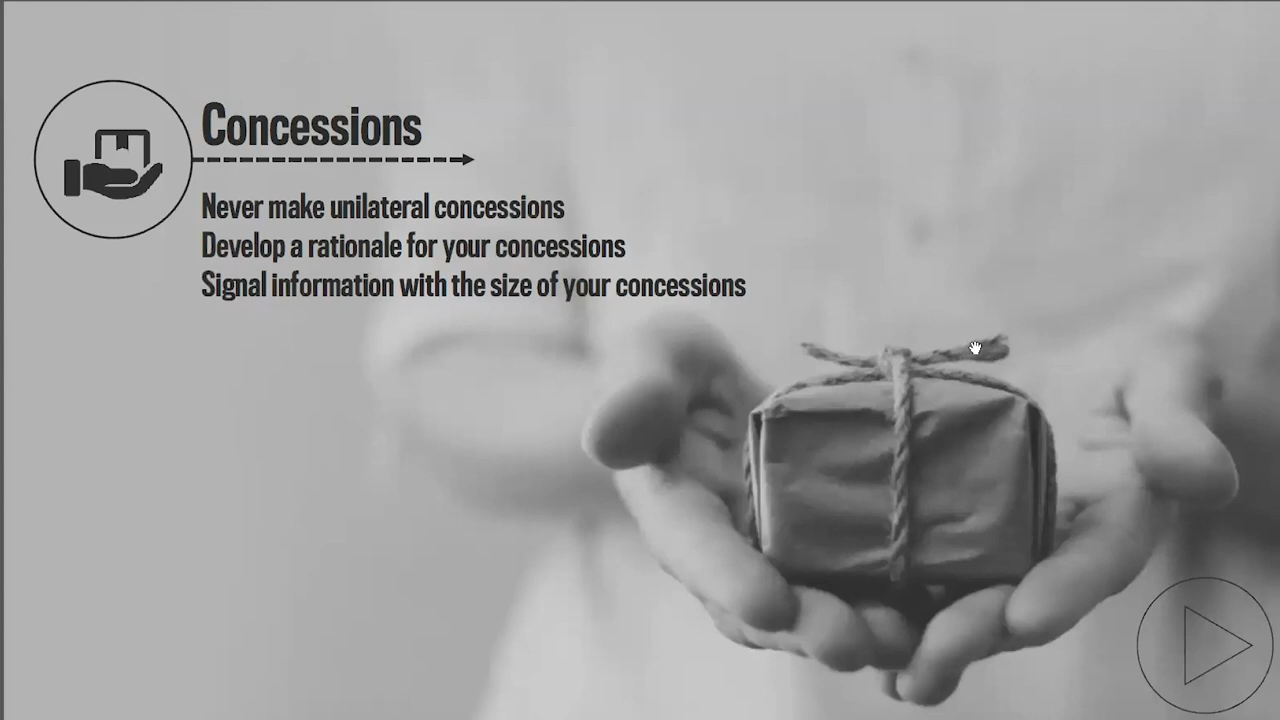 Concessions
Never make unilateral concessions
Develop a rationale for your concessions
Signal information with the size of your concessions